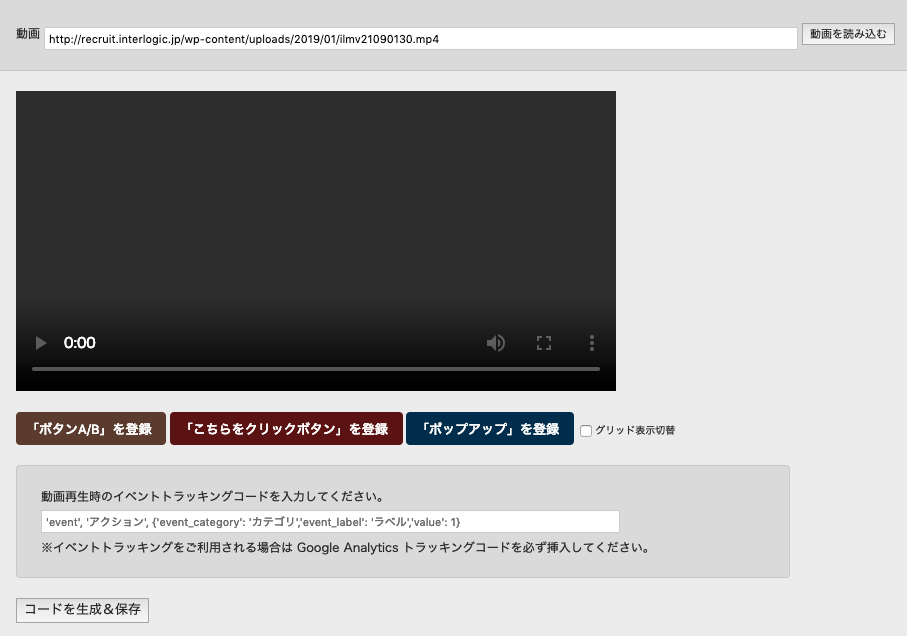 動画 http://recruit.interlogic.jp/wp-content/uploads/2019/01/ilmv21090130.mp4 動画を読み込む
0:00
「ボタンA/B」を登録 「こちらをクリックボタン」を登録 「ポップアップ」を登録 グリッド表示切替
動画再生時のイベントトラッキングコードを入力してください。
'event', 'アクション', {'event_category': 'カテゴリ','event_label': 'ラベル','value': 1}
※イベントトラッキングをご利用される場合は Google Analytics トラッキングコードを必ず挿入してください。
コードを生成＆保存